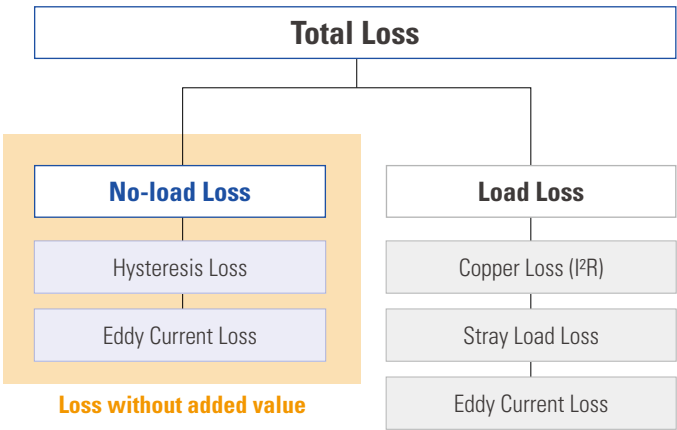 Total Loss
No-load Loss
Hysteresis Loss
Eddy Current Loss
Loss without added value
Load Loss
Copper Loss (I²R)
Stray Load Loss
Eddy Current Loss